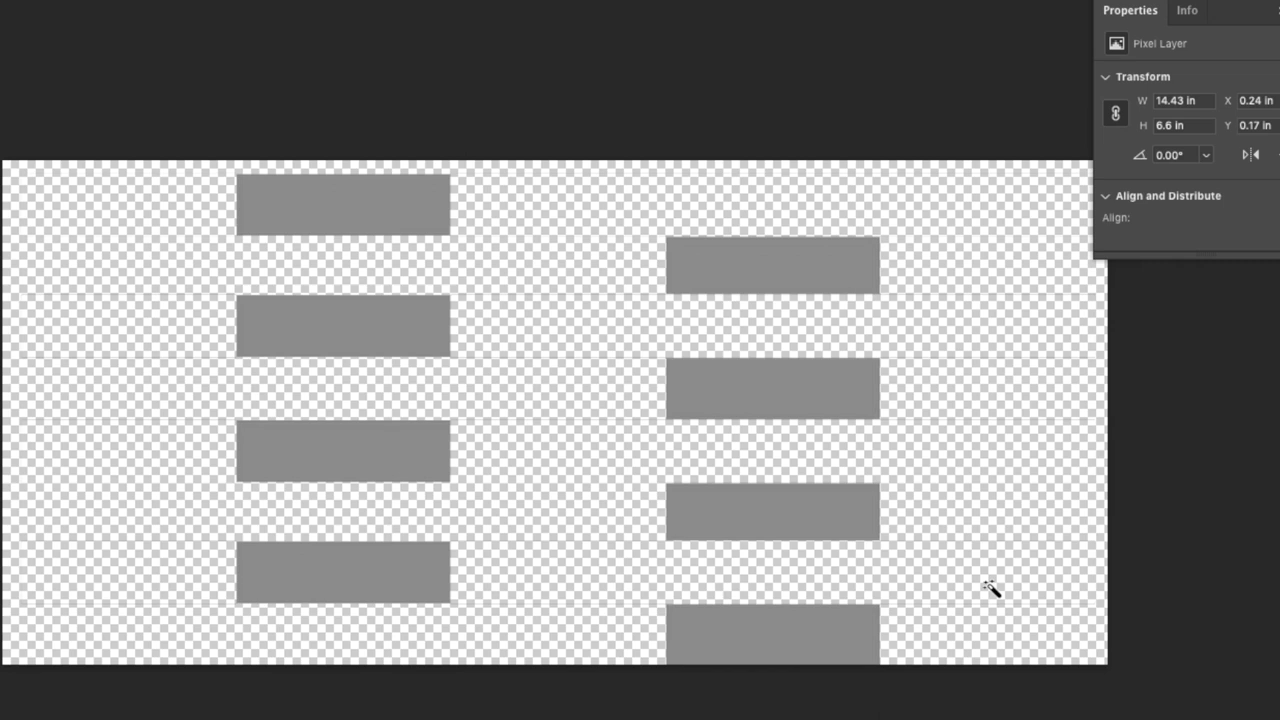 Properties Info
Pixel Layer
Transform
W 14.43 in X 0.24 in
H 6.6 in Y 0.17 in
0.00°
Align and Distribute
Align: